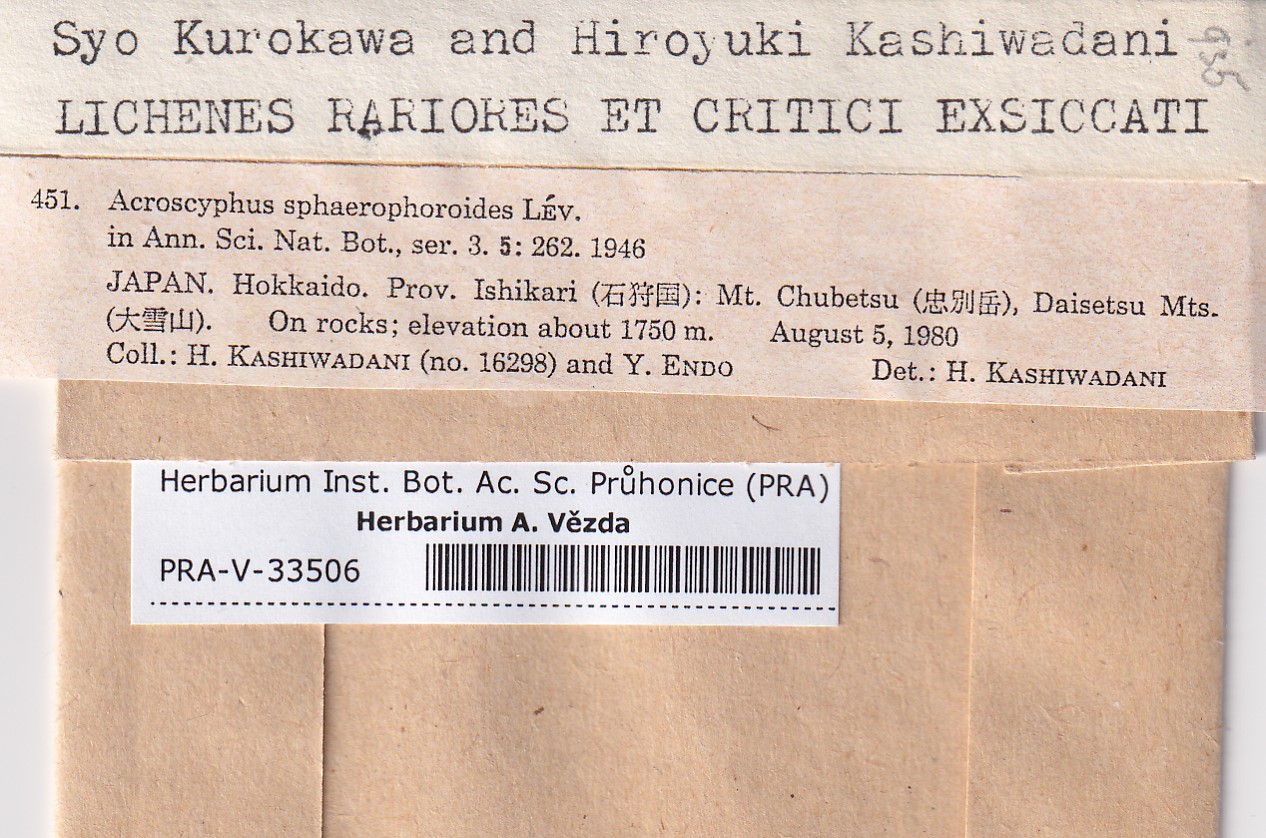 Syo Kurokawa and Hiroyuki Kashiwadani
LICHENES RARIORES ET CRITICI EXSICCATI
451. Acroscyphus sphaerophoroides LÉV.
in Ann. Sci. Nat. Bot., ser. 3. 5: 262. 1946
JAPAN. Hokkaido. Prov. Ishikari (石狩国): Mt. Chubetsu (忠別岳), Daisetsu Mts.
(大雪山). On rocks; elevation about 1750 m. August 5, 1980
Coll.: H. KASHIWADANI (no. 16298) and Y. ENDO Det.: H. KASHIWADANI
Herbarium Inst. Bot. Ac. Sc. Průhonice (PRA)
Herbarium A. Vězda
PRA-V-33506